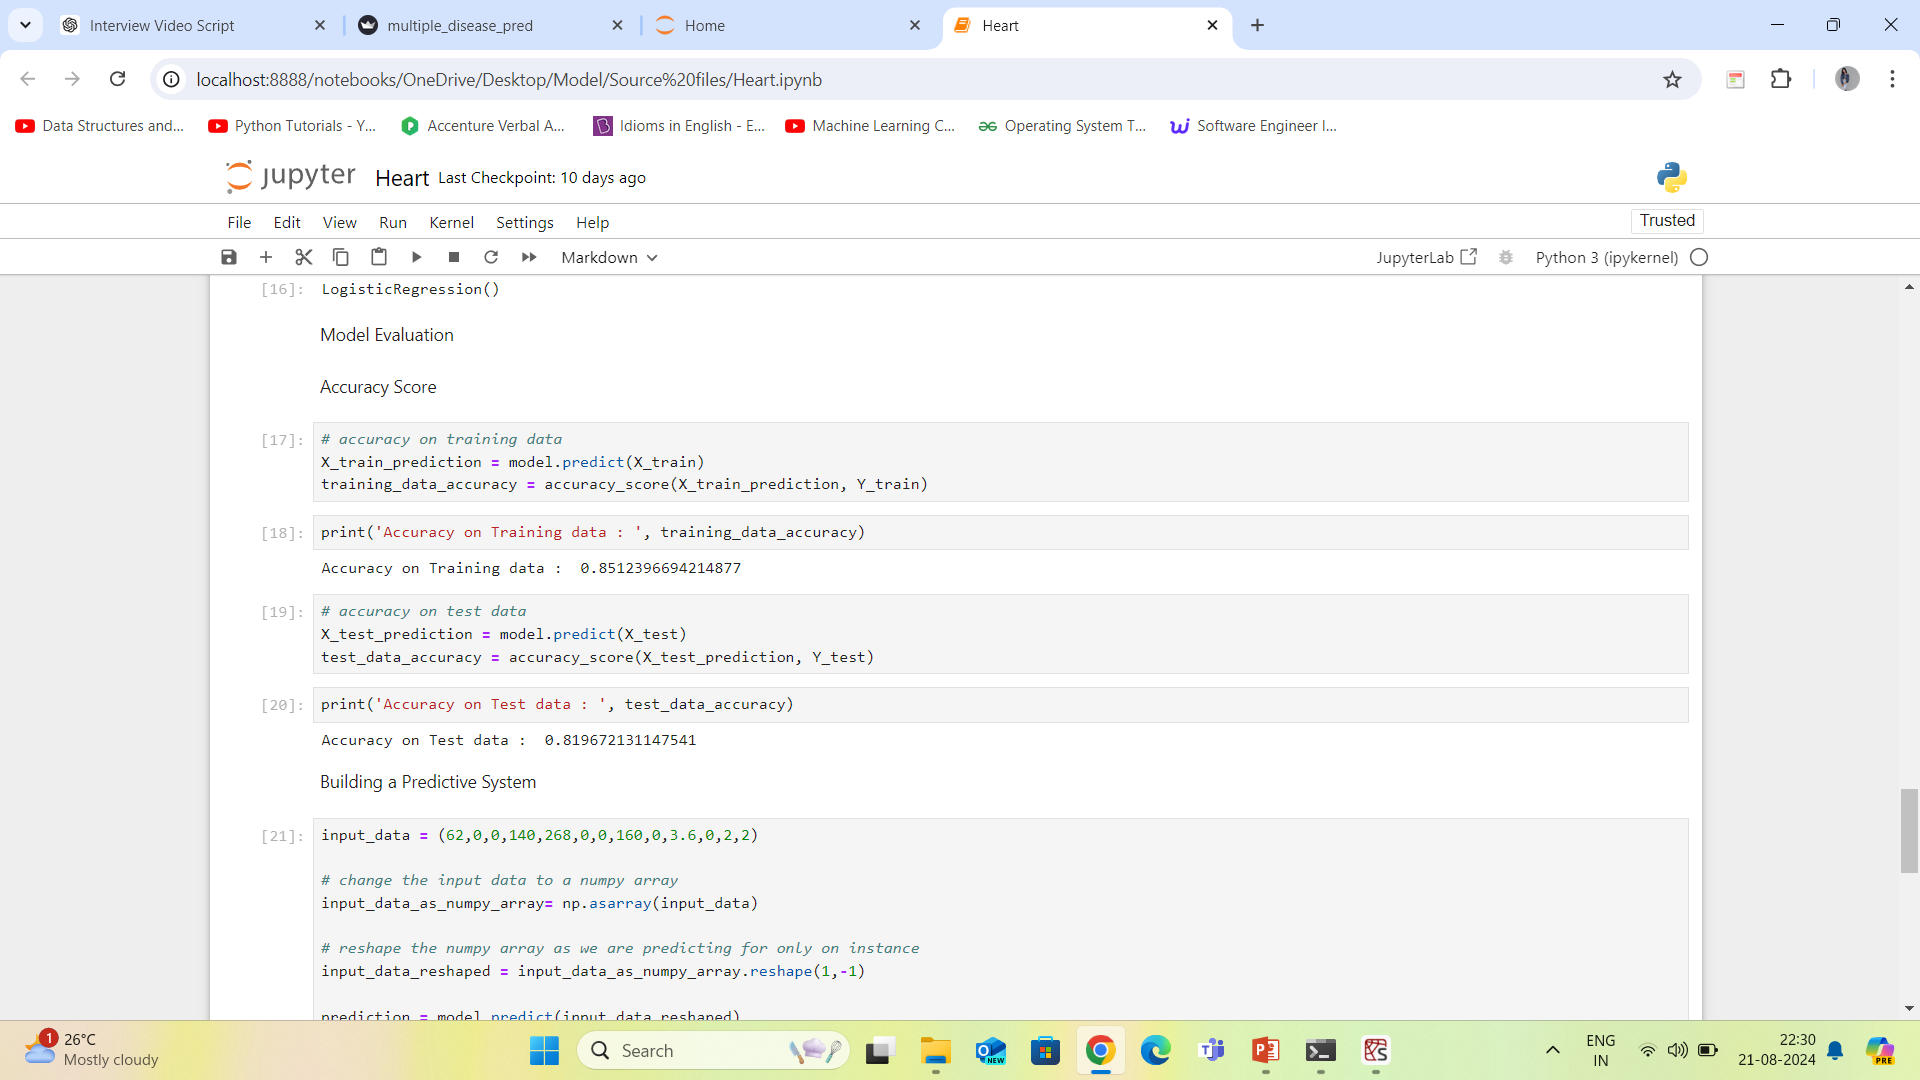 Interview Video Script
multiple_disease_pred
Home
Heart
localhost:8888/notebooks/OneDrive/Desktop/Model/Source%20files/Heart.ipynb
Data Structures and...
Python Tutorials - Y...
Accenture Verbal A...
Idioms in English - E...
Machine Learning C...
Operating System T...
Software Engineer I...
jupyter Heart Last Checkpoint: 10 days ago
File Edit View Run Kernel Settings Help
Trusted
Markdown
JupyterLab
Python 3 (ipykernel)
[16]: LogisticRegression()
Model Evaluation
Accuracy Score
[17]: # accuracy on training data
X_train_prediction = model.predict(X_train)
training_data_accuracy = accuracy_score(X_train_prediction, Y_train)
[18]: print('Accuracy on Training data : ', training_data_accuracy)
Accuracy on Training data :  0.8512396694214877
[19]: # accuracy on test data
X_test_prediction = model.predict(X_test)
test_data_accuracy = accuracy_score(X_test_prediction, Y_test)
[20]: print('Accuracy on Test data : ', test_data_accuracy)
Accuracy on Test data :  0.819672131147541
Building a Predictive System
[21]: input_data = (62,0,0,140,268,0,0,160,0,3.6,0,2,2)
# change the input data to a numpy array
input_data_as_numpy_array= np.asarray(input_data)
# reshape the numpy array as we are predicting for only on instance
input_data_reshaped = input_data_as_numpy_array.reshape(1,-1)
prediction = model.predict(input_data_reshaped)
1
26°C
Mostly cloudy
Search
NEW
ENG
IN
22:30
21-08-2024
PRE